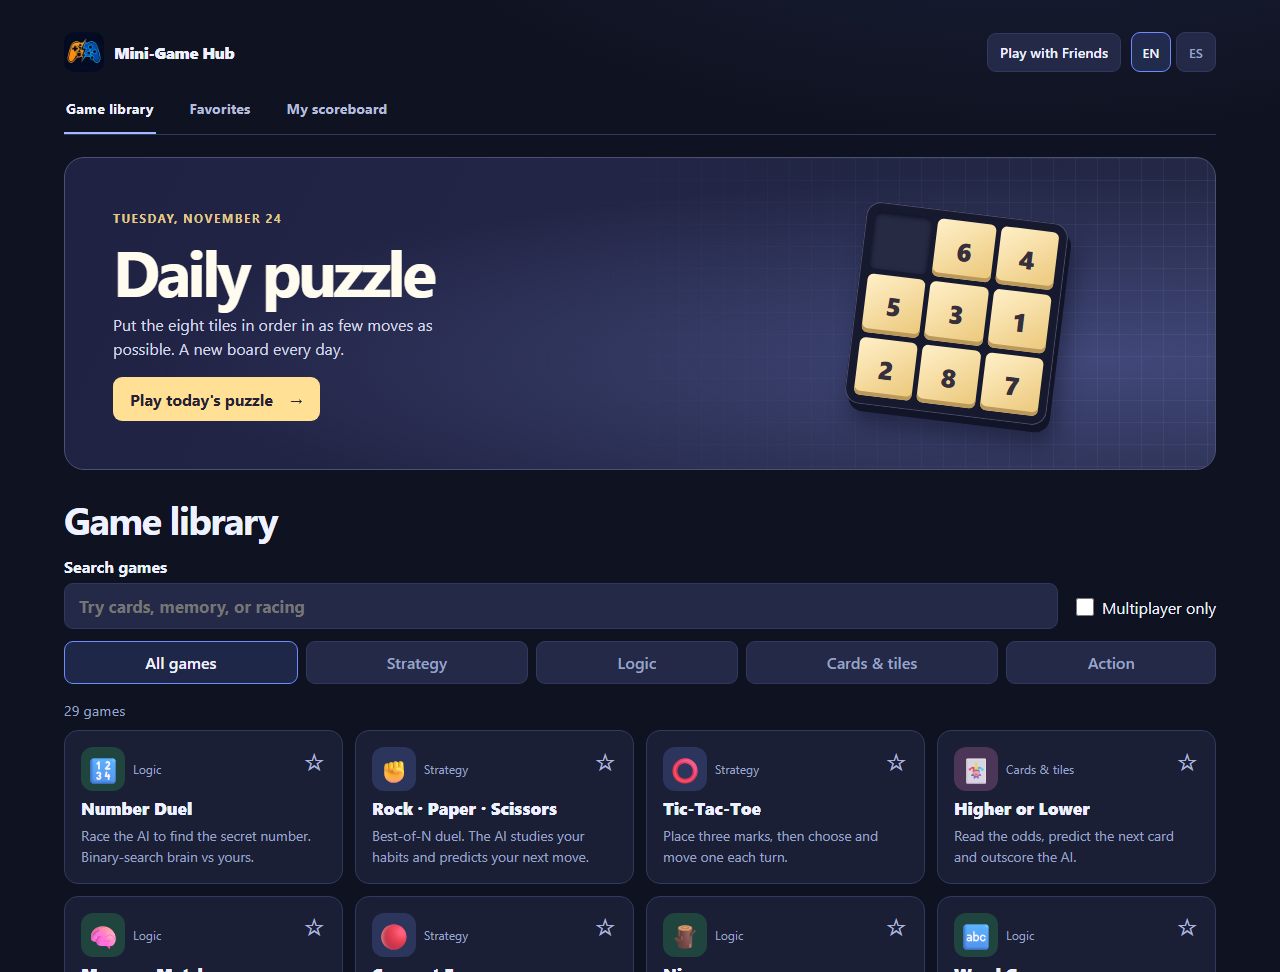 Mini-Game Hub
Play with Friends
EN
ES
Game library
Favorites
My scoreboard
TUESDAY, NOVEMBER 24
Daily puzzle
Put the eight tiles in order in as few moves as
possible. A new board every day.
Play today's puzzle →
6 4
5 3 1
2 8 7
Game library
Search games
Try cards, memory, or racing
Multiplayer only
All games
Strategy
Logic
Cards & tiles
Action
29 games
1 2
3 4
Logic
Number Duel
Race the AI to find the secret number.
Binary-search brain vs yours.
Strategy
Rock · Paper · Scissors
Best-of-N duel. The AI studies your
habits and predicts your next move.
Strategy
Tic-Tac-Toe
Place three marks, then choose and
move one each turn.
Cards & tiles
Higher or Lower
Read the odds, predict the next card
and outscore the AI.
Logic
Strategy
Logic
abc
Logic